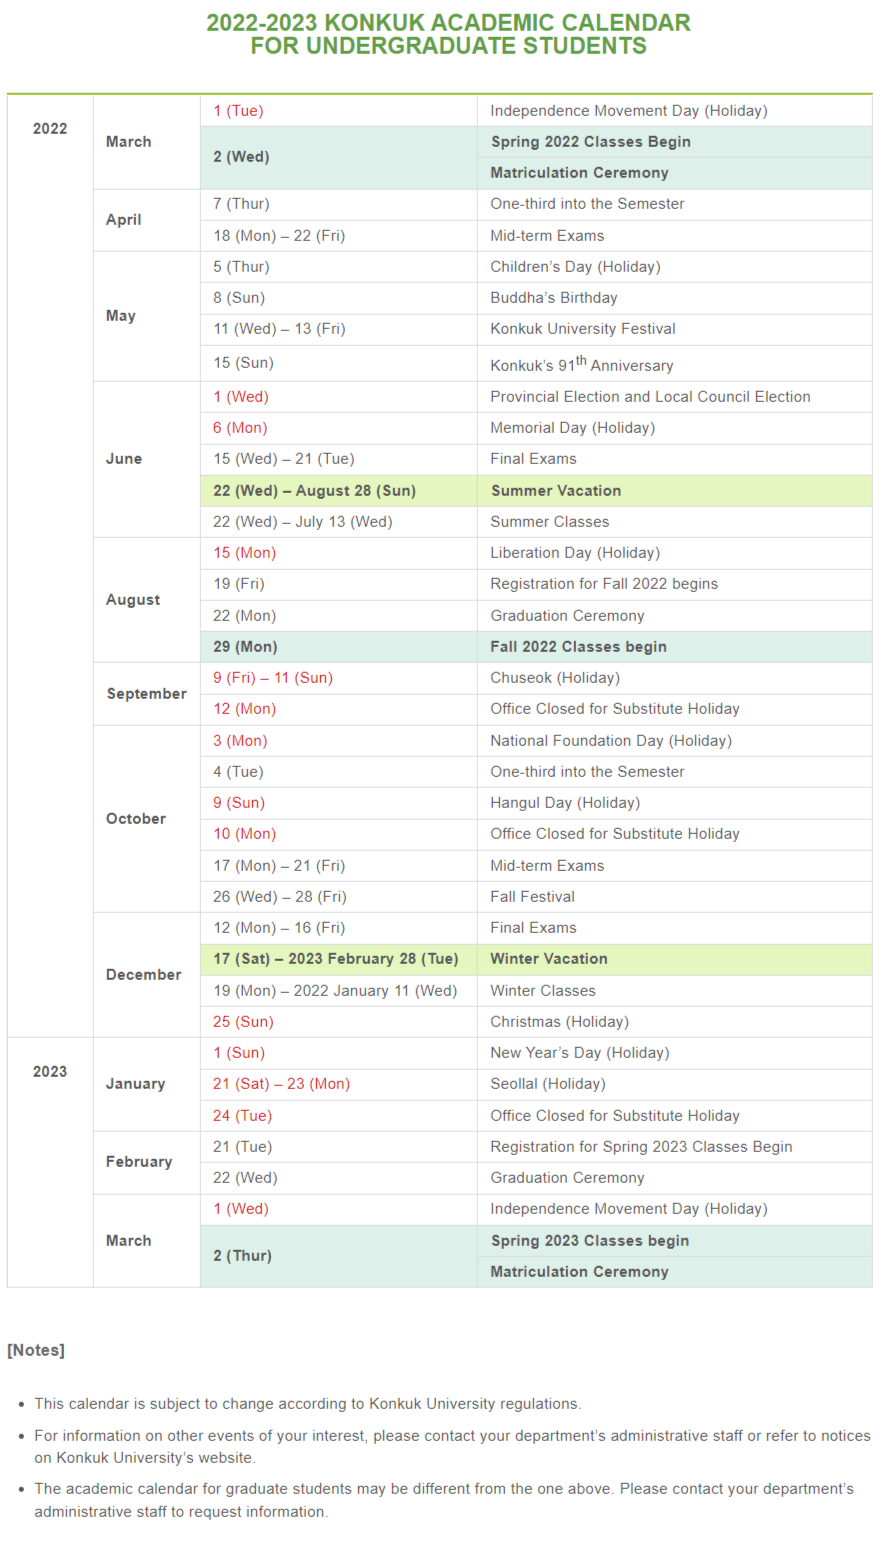 2022-2023 KONKUK ACADEMIC CALENDAR
FOR UNDERGRADUATE STUDENTS
2022
March
1 (Tue) Independence Movement Day (Holiday)
2 (Wed) Spring 2022 Classes Begin
Matriculation Ceremony
April
7 (Thur) One-third into the Semester
18 (Mon) – 22 (Fri) Mid-term Exams
May
5 (Thur) Children’s Day (Holiday)
8 (Sun) Buddha’s Birthday
11 (Wed) – 13 (Fri) Konkuk University Festival
15 (Sun) Konkuk’s 91th Anniversary
June
1 (Wed) Provincial Election and Local Council Election
6 (Mon) Memorial Day (Holiday)
15 (Wed) – 21 (Tue) Final Exams
22 (Wed) – August 28 (Sun) Summer Vacation
22 (Wed) – July 13 (Wed) Summer Classes
August
15 (Mon) Liberation Day (Holiday)
19 (Fri) Registration for Fall 2022 begins
22 (Mon) Graduation Ceremony
29 (Mon) Fall 2022 Classes begin
September
9 (Fri) – 11 (Sun) Chuseok (Holiday)
12 (Mon) Office Closed for Substitute Holiday
October
3 (Mon) National Foundation Day (Holiday)
4 (Tue) One-third into the Semester
9 (Sun) Hangul Day (Holiday)
10 (Mon) Office Closed for Substitute Holiday
17 (Mon) – 21 (Fri) Mid-term Exams
26 (Wed) – 28 (Fri) Fall Festival
December
12 (Mon) – 16 (Fri) Final Exams
17 (Sat) – 2023 February 28 (Tue) Winter Vacation
19 (Mon) – 2022 January 11 (Wed) Winter Classes
25 (Sun) Christmas (Holiday)
2023
January
1 (Sun) New Year’s Day (Holiday)
21 (Sat) – 23 (Mon) Seollal (Holiday)
24 (Tue) Office Closed for Substitute Holiday
February
21 (Tue) Registration for Spring 2023 Classes Begin
22 (Wed) Graduation Ceremony
March
1 (Wed) Independence Movement Day (Holiday)
2 (Thur) Spring 2023 Classes begin
Matriculation Ceremony
[Notes]
• This calendar is subject to change according to Konkuk University regulations.
• For information on other events of your interest, please contact your department’s administrative staff or refer to notices
on Konkuk University’s website.
• The academic calendar for graduate students may be different from the one above. Please contact your department’s
administrative staff to request information.